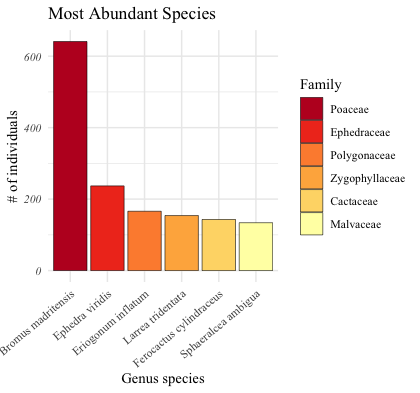 Most Abundant Species
# of individuals
600
400
200
0
Bromus madritensis
Ephedra viridis
Eriogonum inflatum
Larrea tridentata
Ferocactus cylindraceus
Sphaeralcea ambigua
Genus species
Family
Poaceae
Ephedraceae
Polygonaceae
Zygophyllaceae
Cactaceae
Malvaceae